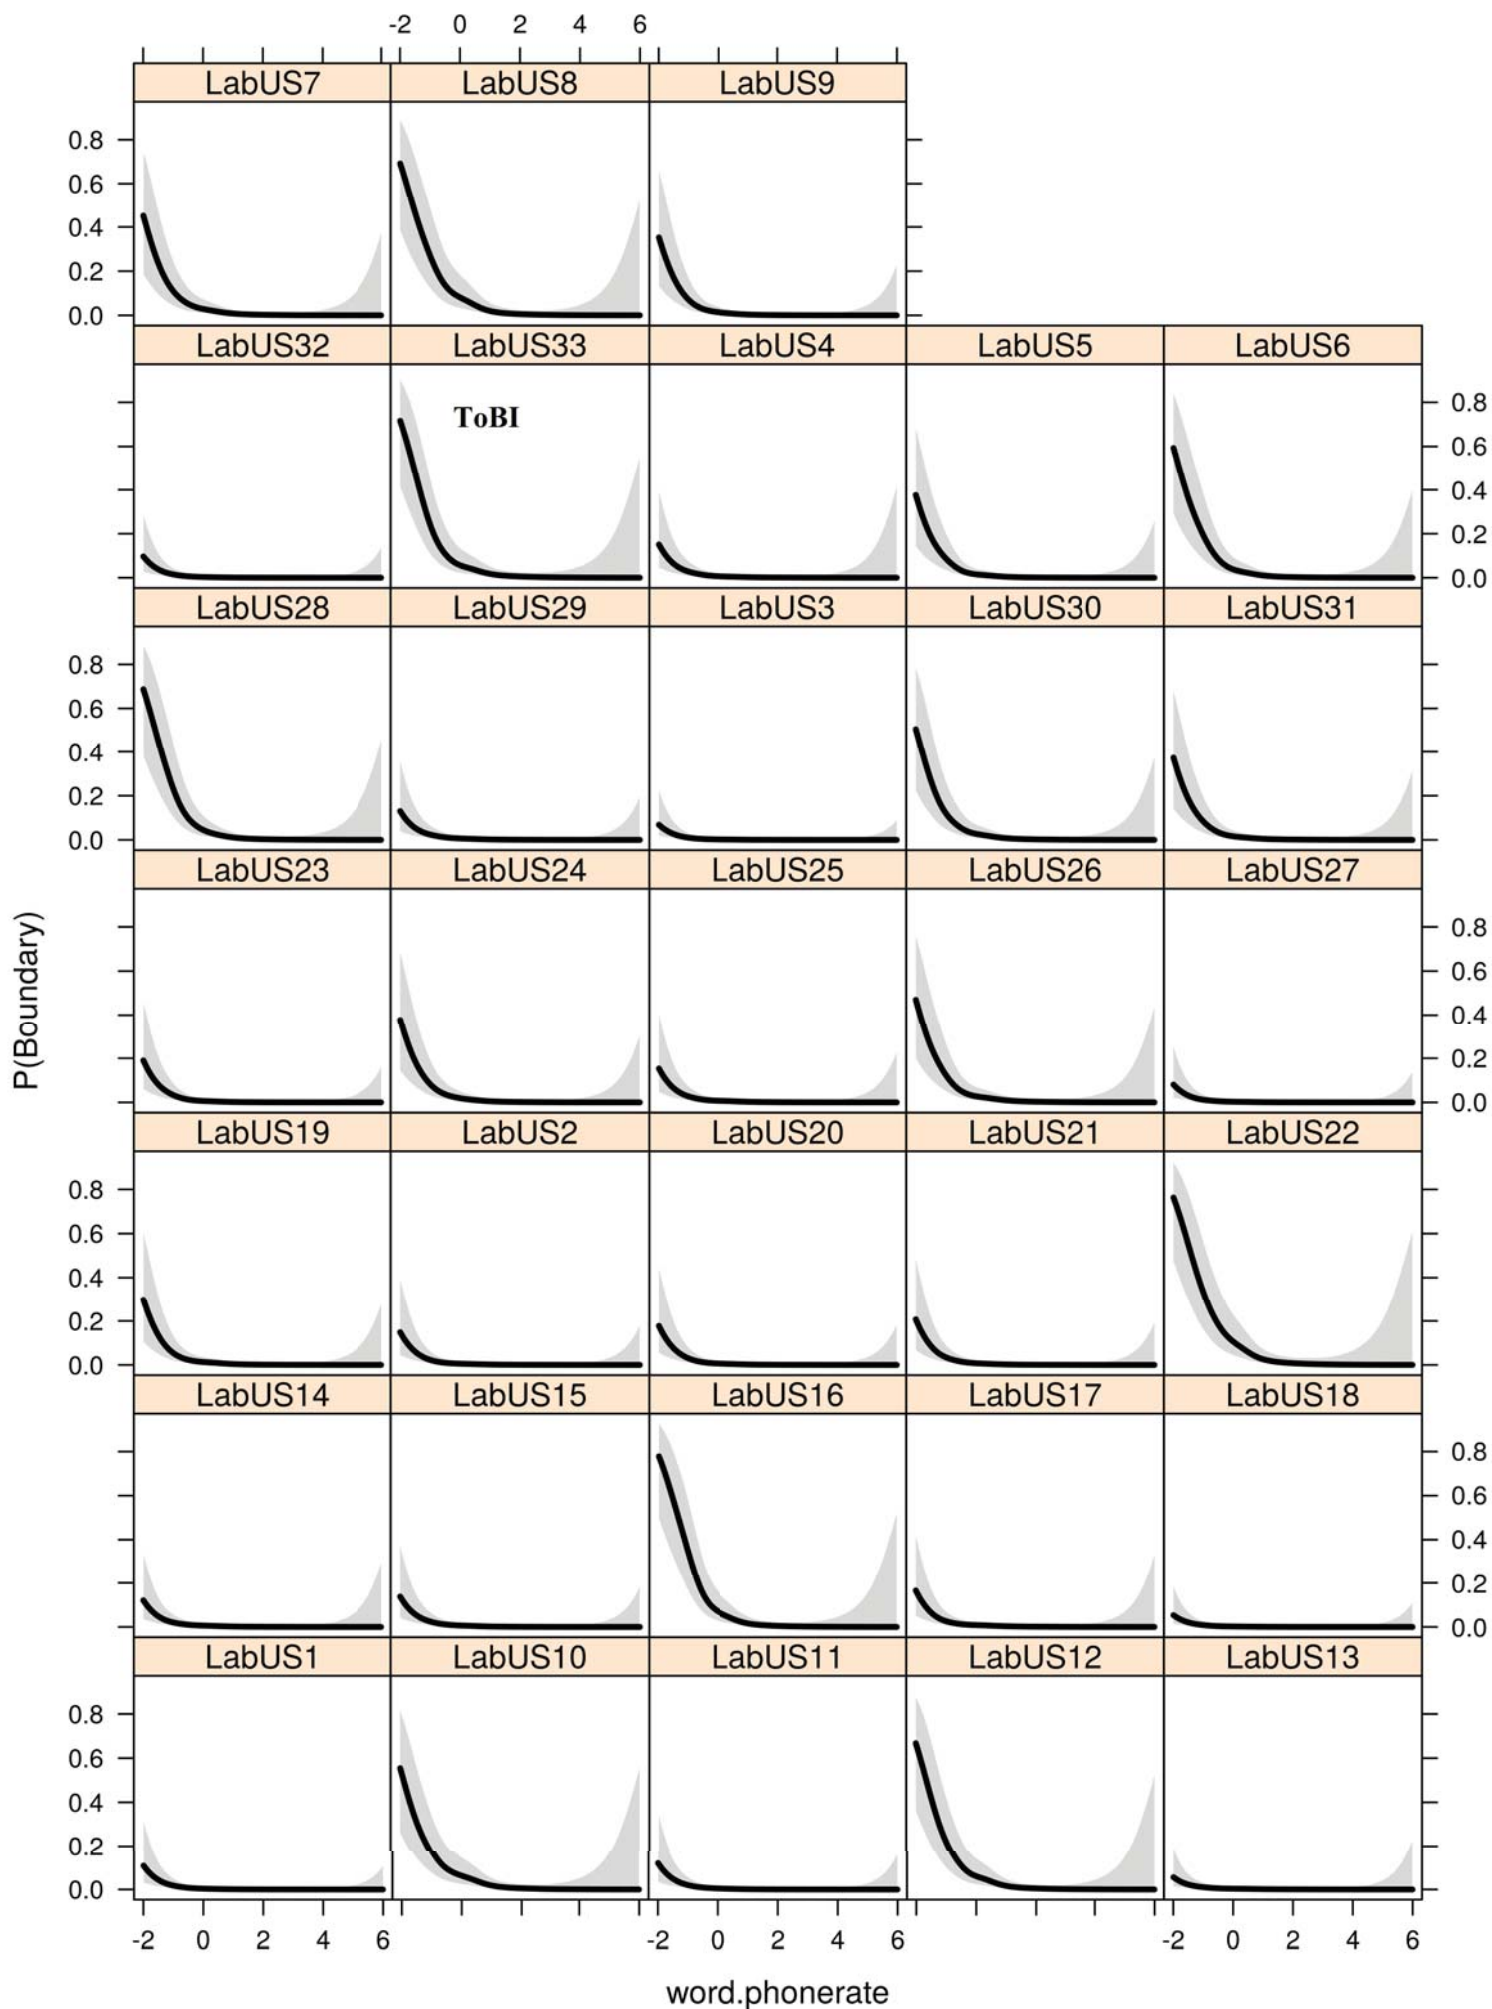 -2 0 2 4 6
LabUS7 LabUS8 LabUS9
0.8
0.6
0.4
0.2
0.0
LabUS32 LabUS33 LabUS4 LabUS5 LabUS6
ToBI
0.8
0.6
0.4
0.2
0.0
LabUS28 LabUS29 LabUS3 LabUS30 LabUS31
0.8
0.6
0.4
0.2
0.0
LabUS23 LabUS24 LabUS25 LabUS26 LabUS27
0.8
0.6
0.4
0.2
0.0
P(Boundary)
LabUS19 LabUS2 LabUS20 LabUS21 LabUS22
0.8
0.6
0.4
0.2
0.0
LabUS14 LabUS15 LabUS16 LabUS17 LabUS18
0.8
0.6
0.4
0.2
0.0
LabUS1 LabUS10 LabUS11 LabUS12 LabUS13
0.8
0.6
0.4
0.2
0.0
-2 0 2 4 6 -2 0 2 4 6 -2 0 2 4 6
word.phonerate